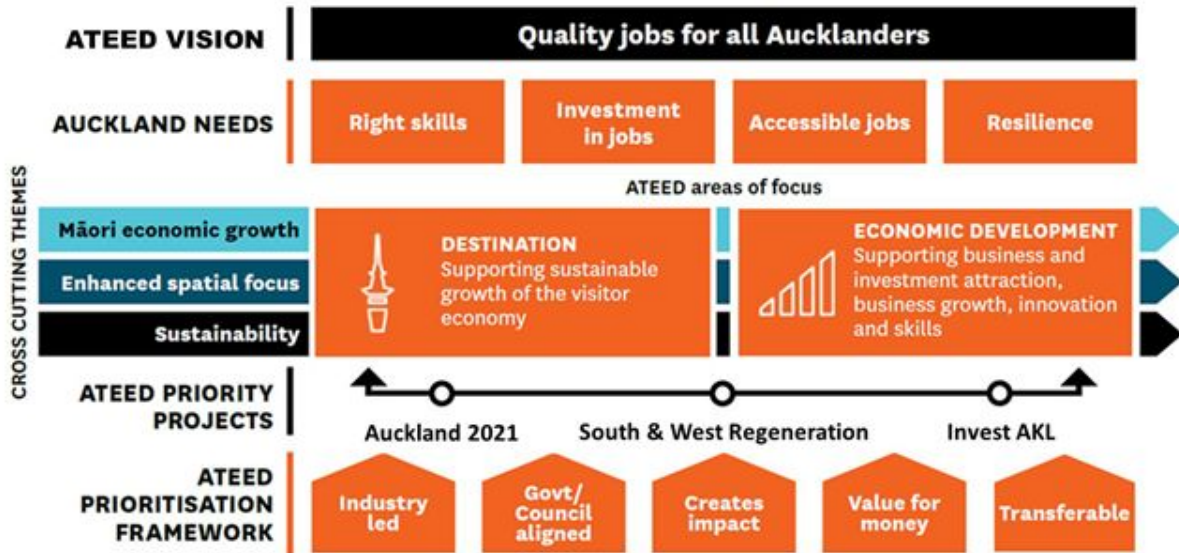 ATEED VISION
Quality jobs for all Aucklanders
AUCKLAND NEEDS
Right skills
Investment
in jobs
Accessible jobs
Resilience
ATEED areas of focus
CROSS CUTTING THEMES
Māori economic growth
Enhanced spatial focus
Sustainability
DESTINATION
Supporting sustainable
growth of the visitor
economy
ECONOMIC DEVELOPMENT
Supporting business and
investment attraction,
business growth, innovation
and skills
ATEED PRIORITY
PROJECTS
Auckland 2021
South & West Regeneration
Invest AKL
ATEED
PRIORITISATION
FRAMEWORK
Industry
led
Govt/
Council
aligned
Creates
impact
Value for
money
Transferable